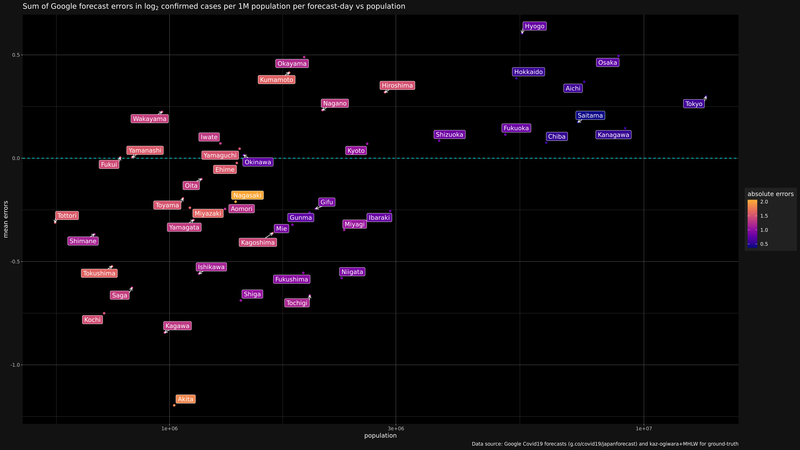 Sum of Google forecast errors in log₂ confirmed cases per 1M population per forecast-day vs population
Hyogo
0.5
Osaka
Okayama
Hokkaido
Kumamoto
Hiroshima
Aichi
Nagano
Tokyo
Wakayama
Saitama
Fukuoka
Iwate
Shizuoka
Chiba
Kanagawa
Yamanashi
Kyoto
Yamaguchi
0.0
Fukui
Okinawa
Ehime
Oita
Nagasaki
absolute errors
2.0
1.5
1.0
0.5
mean errors
Toyama
Gifu
Aomori
Miyazaki
Tottori
Gunma
Ibaraki
Yamagata
Mie
Miyagi
Shimane
Kagoshima
-0.5
Ishikawa
Tokushima
Niigata
Fukushima
Saga
Shiga
Tochigi
Kochi
Kagawa
-1.0
Akita
1e+06
3e+06
1e+07
population
Data source: Google Covid19 forecasts (g.co/covid19/japanforecast) and kaz-ogiwara+MHLW for ground-truth